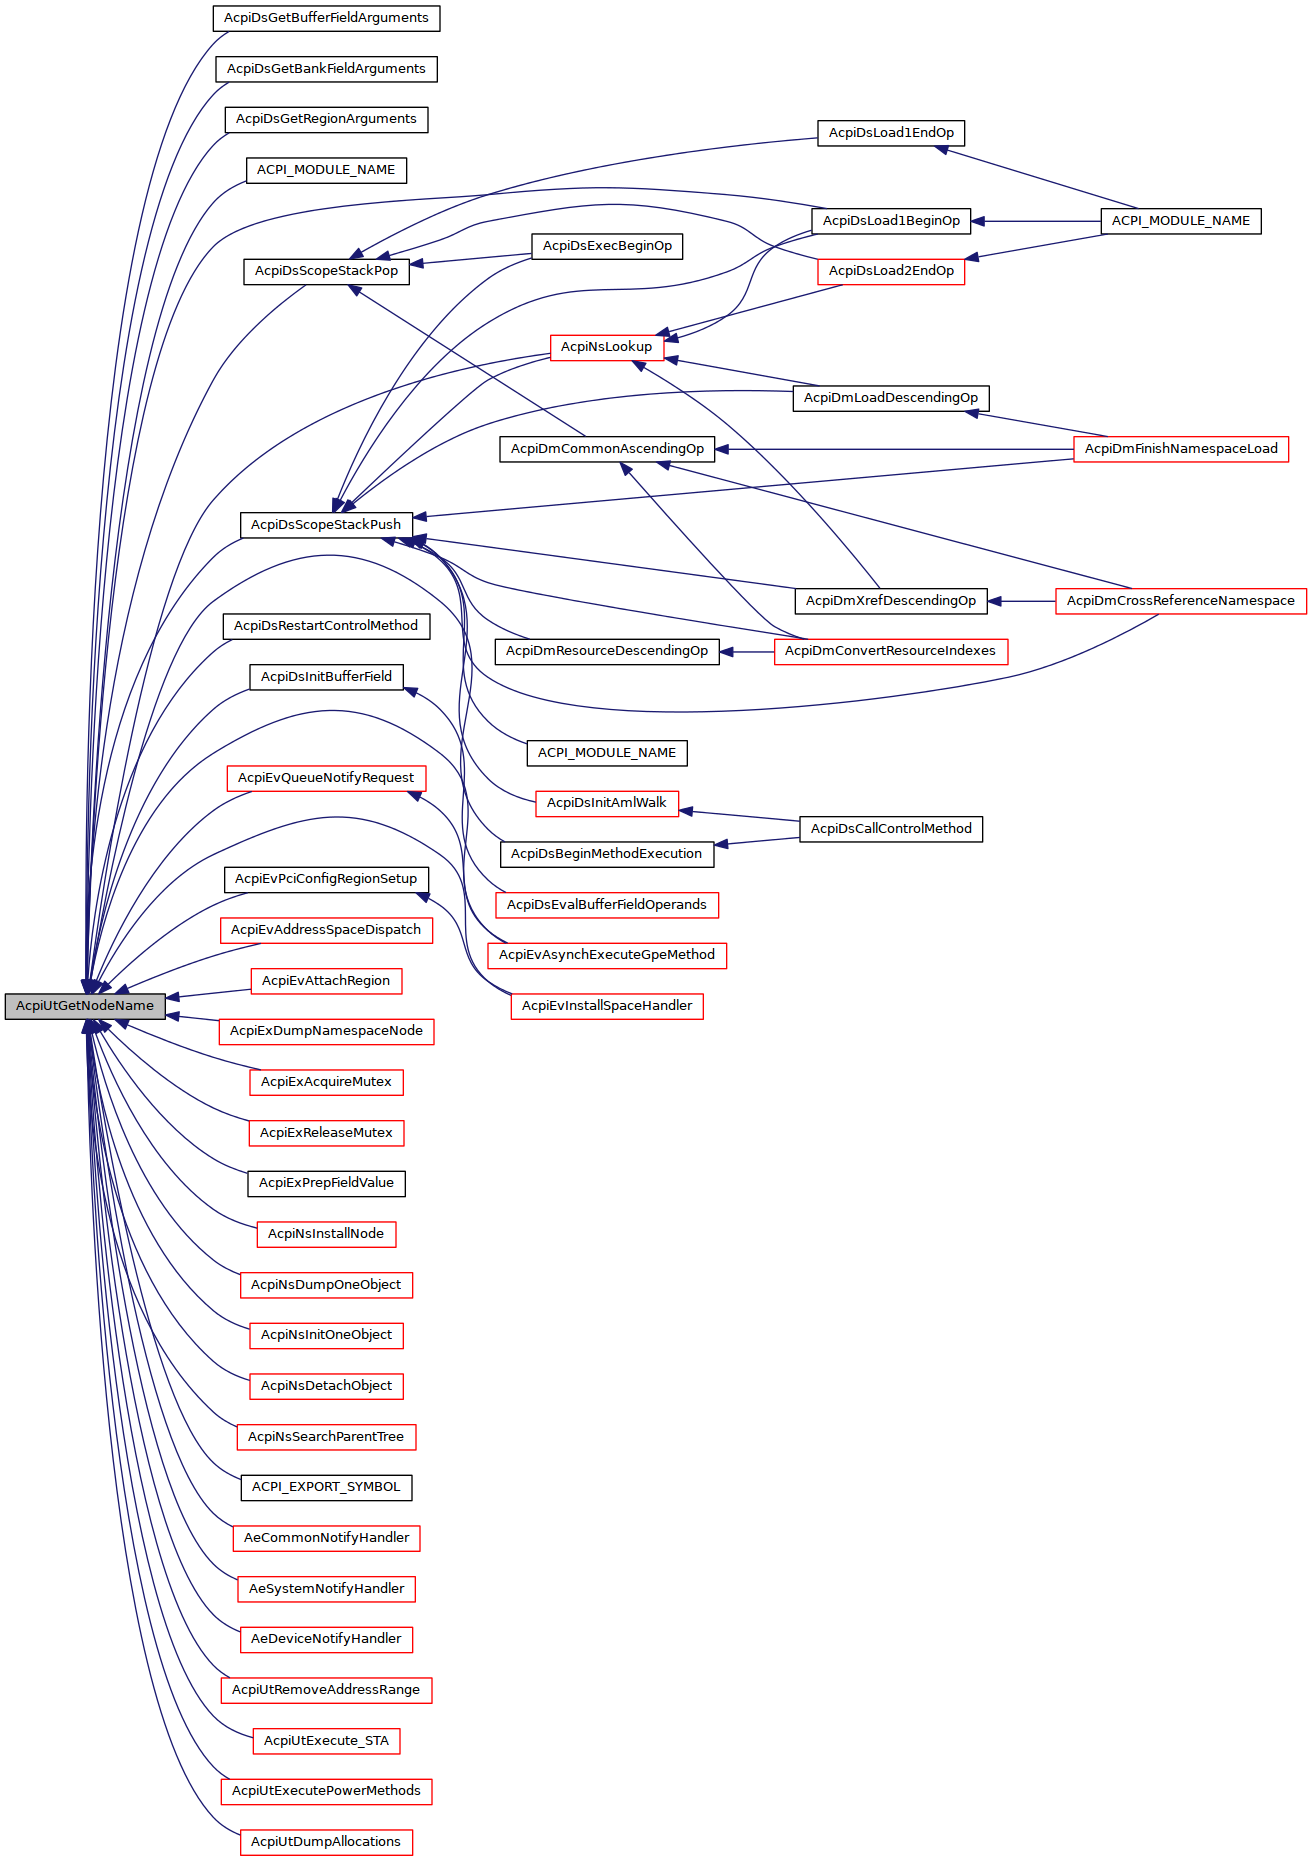 AcpiDsGetBufferFieldArguments
AcpiDsGetBankFieldArguments
AcpiDsGetRegionArguments
AcpiDsLoad1EndOp
ACPI_MODULE_NAME
AcpiDsLoad1BeginOp
ACPI_MODULE_NAME
AcpiDsExecBeginOp
AcpiDsScopeStackPop
AcpiDsLoad2EndOp
AcpiNsLookup
AcpiDmLoadDescendingOp
AcpiDmCommonAscendingOp
AcpiDmFinishNamespaceLoad
AcpiDsScopeStackPush
AcpiDmXrefDescendingOp
AcpiDmCrossReferenceNamespace
AcpiDsRestartControlMethod
AcpiDmResourceDescendingOp
AcpiDmConvertResourceIndexes
AcpiDsInitBufferField
ACPI_MODULE_NAME
AcpiEvQueueNotifyRequest
AcpiDsInitAmlWalk
AcpiDsCallControlMethod
AcpiDsBeginMethodExecution
AcpiEvPciConfigRegionSetup
AcpiDsEvalBufferFieldOperands
AcpiEvAddressSpaceDispatch
AcpiEvAsynchExecuteGpeMethod
AcpiEvAttachRegion
AcpiUtGetNodeName
AcpiEvInstallSpaceHandler
AcpiExDumpNamespaceNode
AcpiExAcquireMutex
AcpiExReleaseMutex
AcpiExPrepFieldValue
AcpiNsInstallNode
AcpiNsDumpOneObject
AcpiNsInitOneObject
AcpiNsDetachObject
AcpiNsSearchParentTree
ACPI_EXPORT_SYMBOL
AeCommonNotifyHandler
AeSystemNotifyHandler
AeDeviceNotifyHandler
AcpiUtRemoveAddressRange
AcpiUtExecute_STA
AcpiUtExecutePowerMethods
AcpiUtDumpAllocations